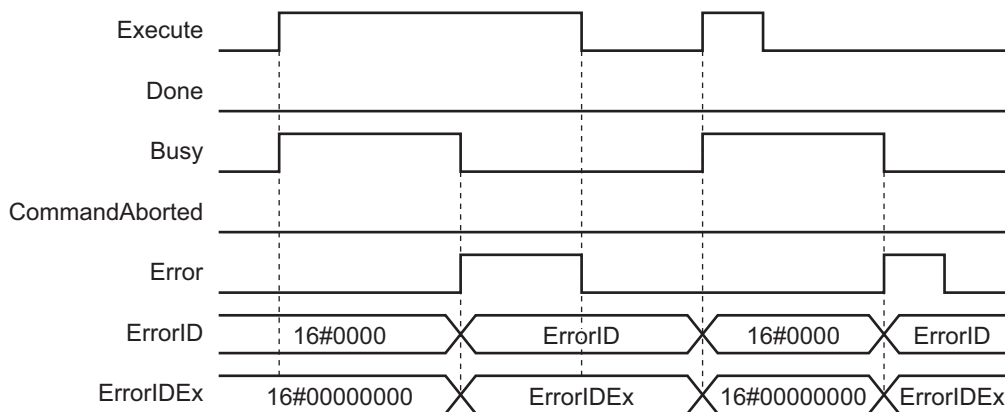 Execute
Done
Busy
CommandAborted
Error
ErrorID 16#0000 ErrorID 16#0000 ErrorID
ErrorIDEx 16#00000000 ErrorIDEx 16#00000000 ErrorIDEx